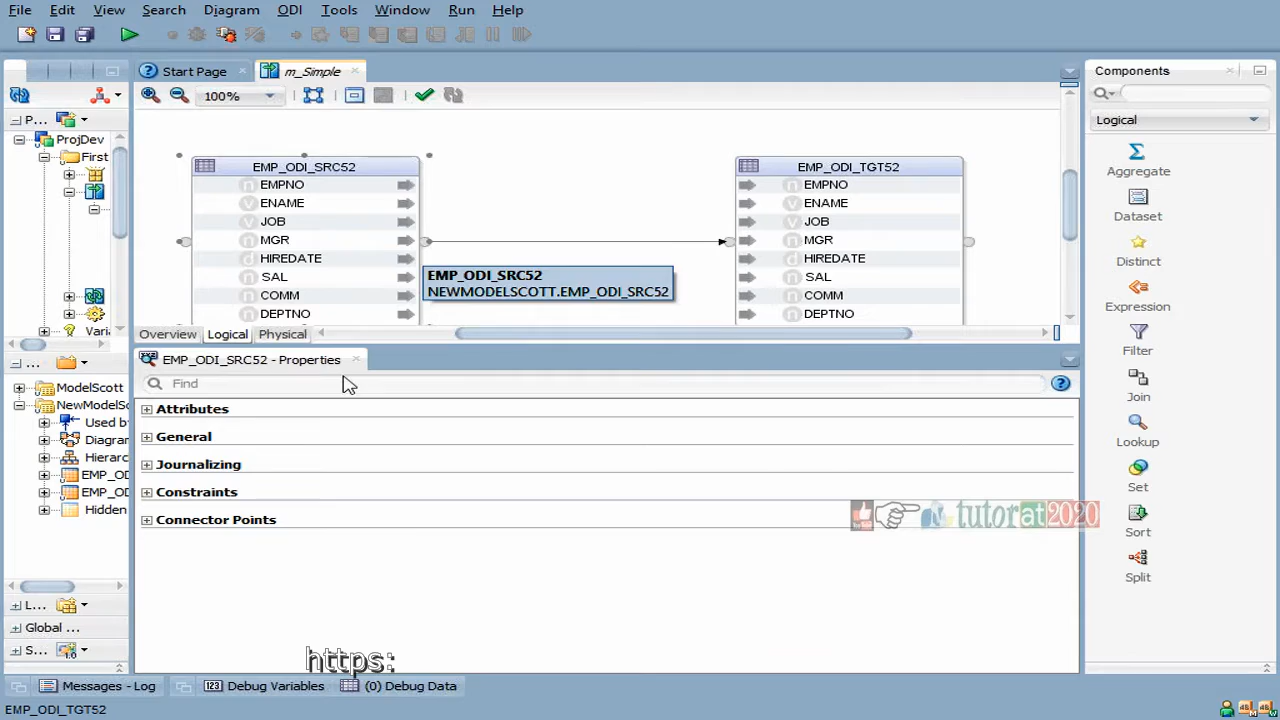 File Edit View Search Diagram ODI Tools Window Run Help
Start Page
m_Simple
Components
100%
Logical
P...
ProjDev
First
Vari
EMP_ODI_SRC52
EMPNO
ENAME
JOB
MGR
HIREDATE
SAL
COMM
DEPTNO
EMP_ODI_TGT52
EMPNO
ENAME
JOB
MGR
HIREDATE
SAL
COMM
DEPTNO
EMP_ODI_SRC52
NEWMODELSCOTT.EMP_ODI_SRC52
Aggregate
Dataset
Distinct
Expression
Filter
Join
Lookup
Set
Sort
Split
Overview Logical Physical
EMP_ODI_SRC52 - Properties
Find
Attributes
General
Journalizing
Constraints
Connector Points
...
ModelScott
NewModelSc
Used by
Diagra
Hierarc
EMP_OD
EMP_OD
Hidden
L...
Global ...
S...
tutorat2020
https:
Messages - Log
Debug Variables
(0) Debug Data
EMP_ODI_TGT52